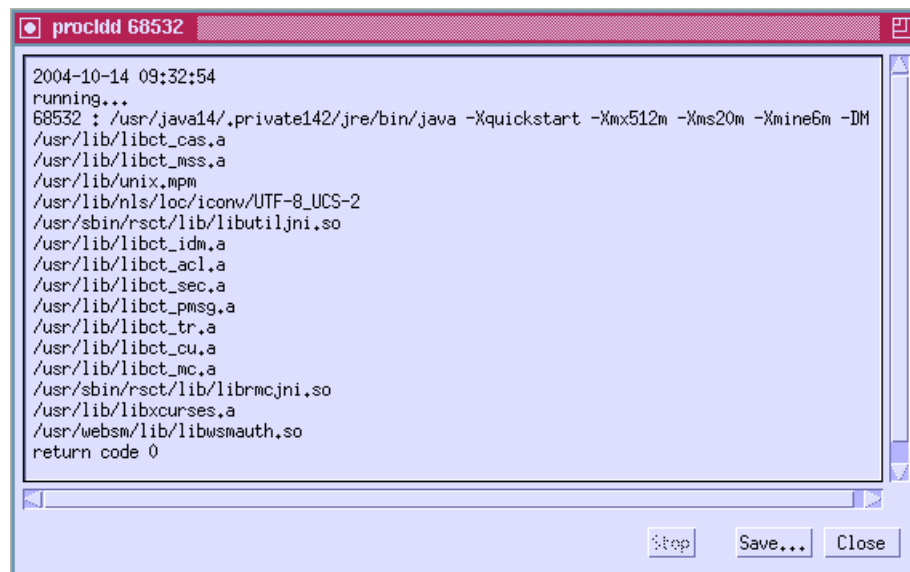 procldd 68532
2004-10-14 09:32:54
running...
68532 : /usr/java14/.private142/jre/bin/java -Xquickstart -Xmx512m -Xms20m -Xmine6m -DM
/usr/lib/libct_cas.a
/usr/lib/libct_mss.a
/usr/lib/unix.mpm
/usr/lib/nls/loc/iconv/UTF-8_UCS-2
/usr/sbin/rsct/lib/libutiljni.so
/usr/lib/libct_idm.a
/usr/lib/libct_acl.a
/usr/lib/libct_sec.a
/usr/lib/libct_pmsg.a
/usr/lib/libct_tr.a
/usr/lib/libct_cu.a
/usr/lib/libct_mc.a
/usr/sbin/rsct/lib/librmcjni.so
/usr/lib/libxcurses.a
/usr/websm/lib/libwsmauth.so
return code 0
Stop Save... Close